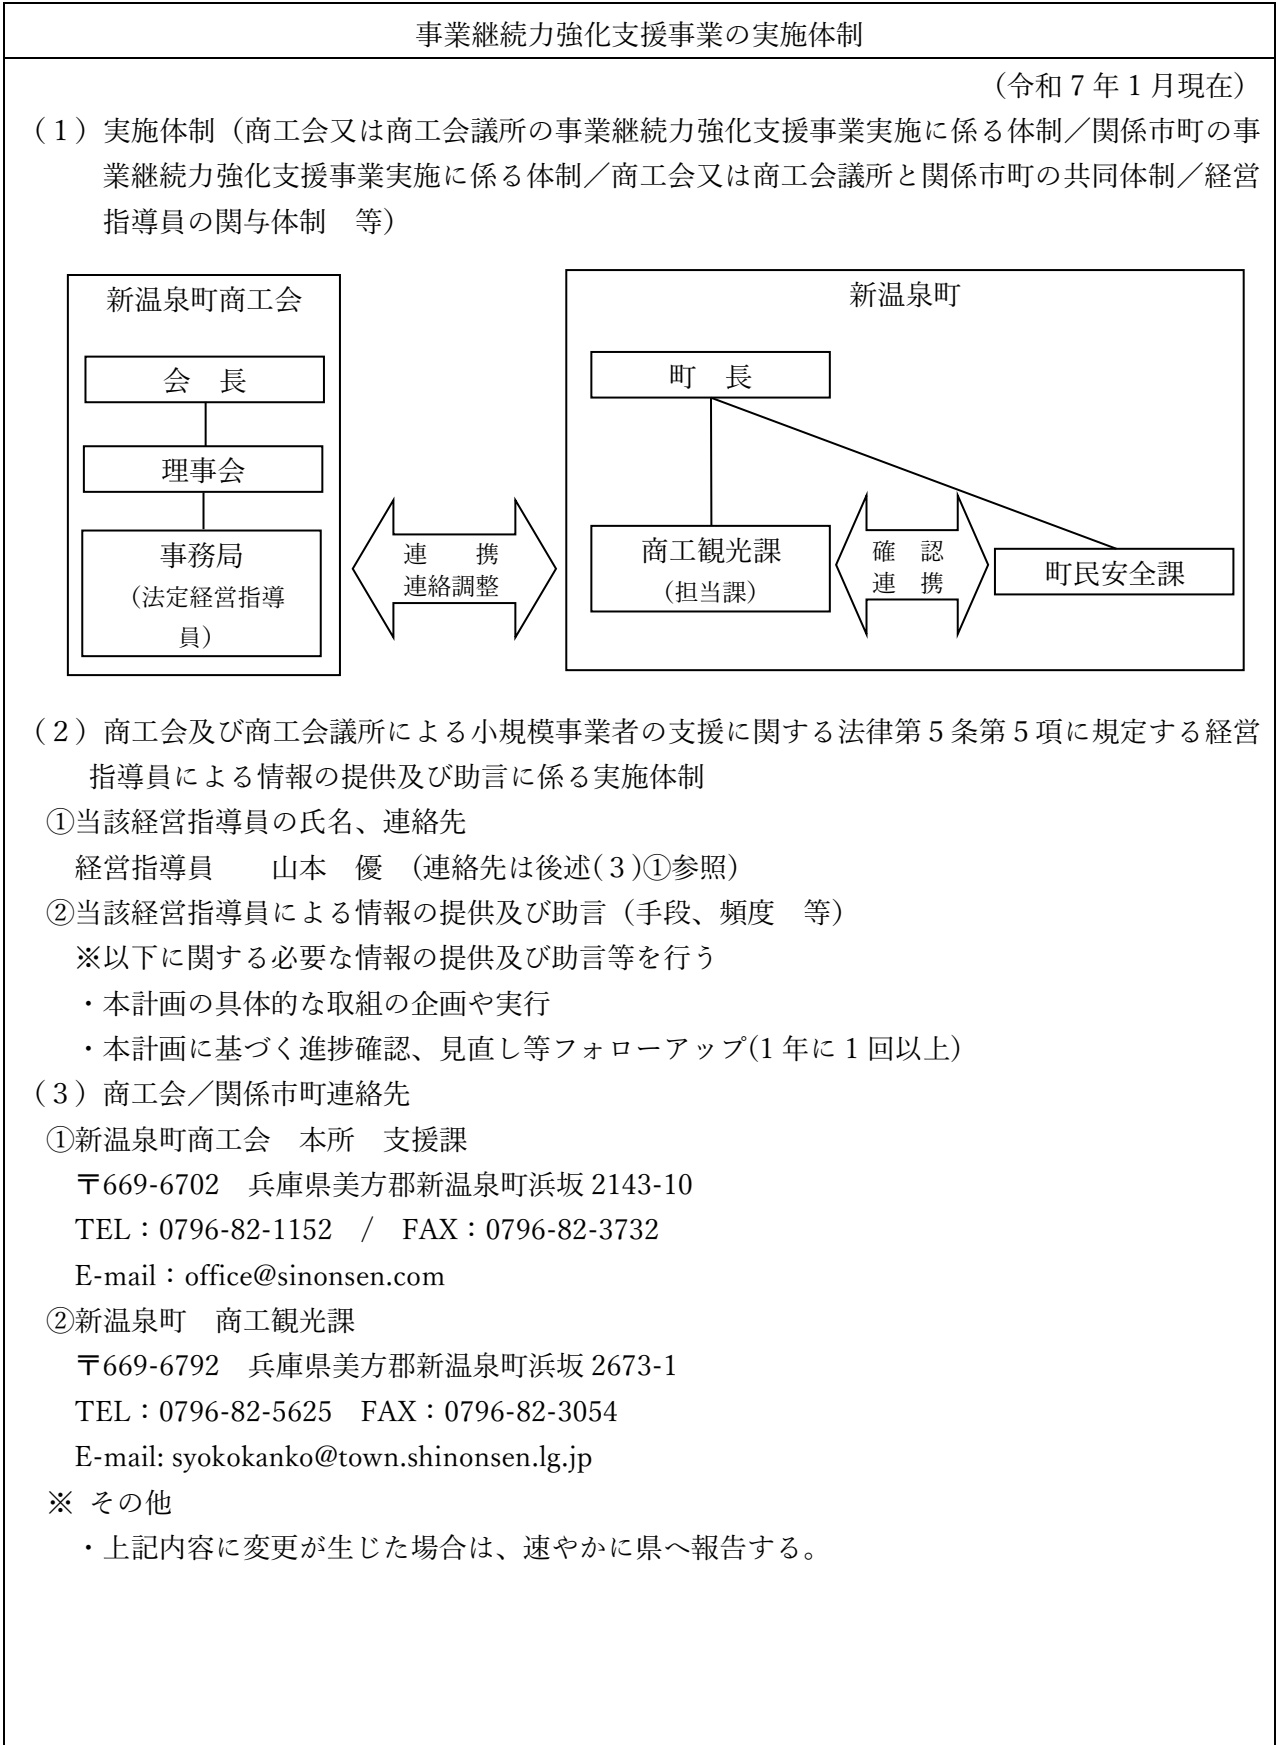 事業継続力強化支援事業の実施体制
（令和７年１月現在）
（１）実施体制（商工会又は商工会議所の事業継続力強化支援事業実施に係る体制／関係市町の事
業継続力強化支援事業実施に係る体制／商工会又は商工会議所と関係市町の共同体制／経営
指導員の関与体制　等）
新温泉町商工会
会　長
理事会
事務局
（法定経営指導
員）
連　　携
連絡調整
新温泉町
町　長
商工観光課
（担当課）
確　認
連　携
町民安全課
（２）商工会及び商工会議所による小規模事業者の支援に関する法律第５条第５項に規定する経営
指導員による情報の提供及び助言に係る実施体制
①当該経営指導員の氏名、連絡先
経営指導員　　山本　優　（連絡先は後述(３)①参照）
②当該経営指導員による情報の提供及び助言（手段、頻度　等）
※以下に関する必要な情報の提供及び助言等を行う
・本計画の具体的な取組の企画や実行
・本計画に基づく進捗確認、見直し等フォローアップ(1年に1回以上）
（３）商工会／関係市町連絡先
①新温泉町商工会　本所　支援課
〒669-6702　兵庫県美方郡新温泉町浜坂 2143-10
TEL：0796-82-1152　/　FAX：0796-82-3732
E-mail：office@sinonsen.com
②新温泉町　商工観光課
〒669-6792　兵庫県美方郡新温泉町浜坂 2673-1
TEL：0796-82-5625　FAX：0796-82-3054
E-mail: syokokanko@town.shinonsen.lg.jp
※ その他
・上記内容に変更が生じた場合は、速やかに県へ報告する。